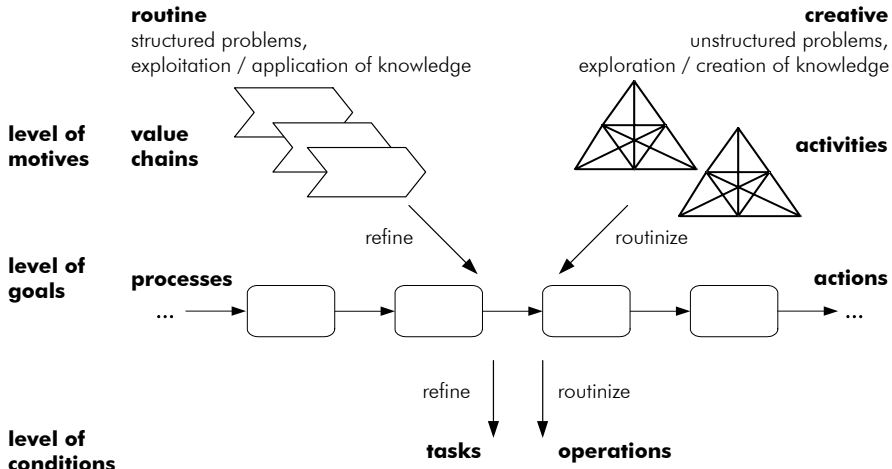 routine
structured problems,
exploitation / application of knowledge
creative
unstructured problems,
exploration / creation of knowledge
level of
motives
value
chains
activities
refine
routinize
level of
goals
processes
actions
...
...
refine
routinize
level of
conditions
tasks
operations